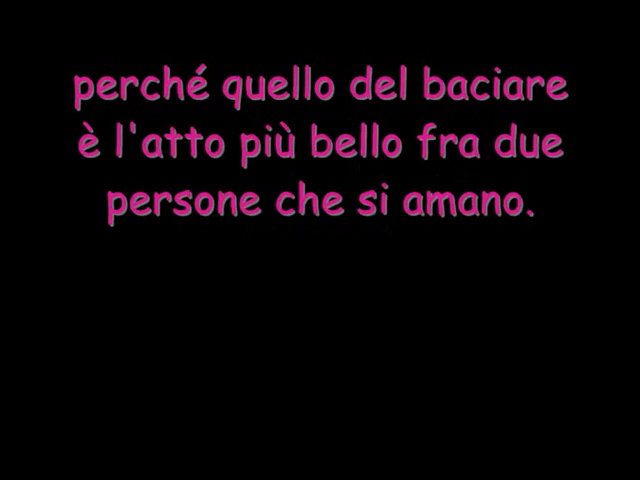 perché quello del baciare
è l'atto più bello fra due
persone che si amano.